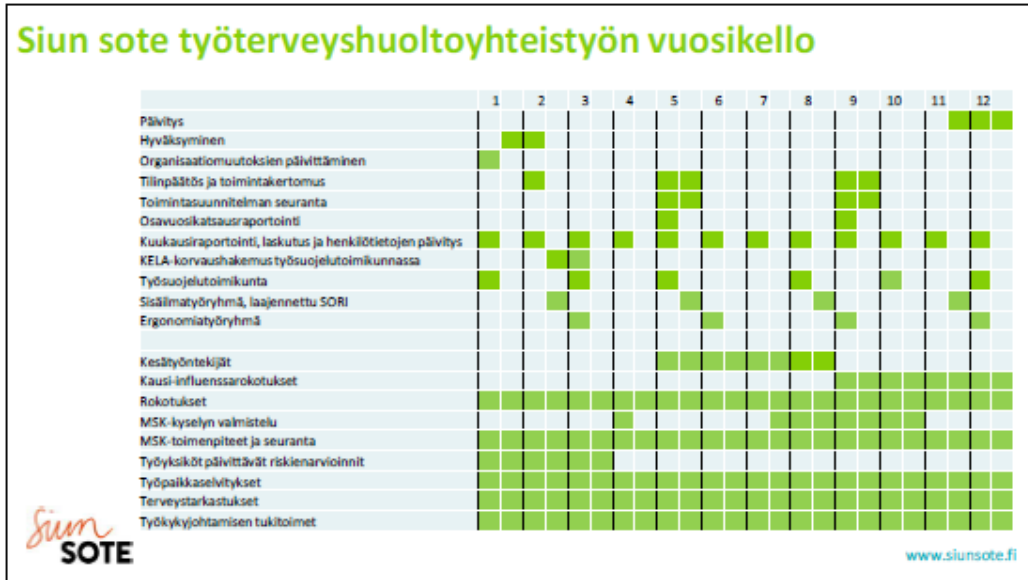 Siun sote työterveyshuoltoyhteistyön vuosikello
1 2 3 4 5 6 7 8 9 10 11 12
Päivitys
Hyväksyminen
Organisaatiomuutoksien päivittäminen
Tilinpäätös ja toimintakertomus
Toimintasuunnitelman seuranta
Osavuosikatsausraportointi
Kuukausiraportointi, laskutus ja henkilötietojen päivitys
KELA-korvaushakemus työsuojelutoimikunnassa
Työsuojelutoimikunta
Sisäilmatyöryhmä, laajennettu SORI
Ergonomiatyöryhmä
Kesätyöntekijät
Kausi-influenssarokotukset
Rokotukset
MSK-kyselyn valmistelu
MSK-toimenpiteet ja seuranta
Työyksiköt päivittävät riskienarvioinnit
Työpaikkaselvitykset
Terveystarkastukset
Työkykyjohtamisen tukitoimet
Siun
SOTE
www.siunsote.fi